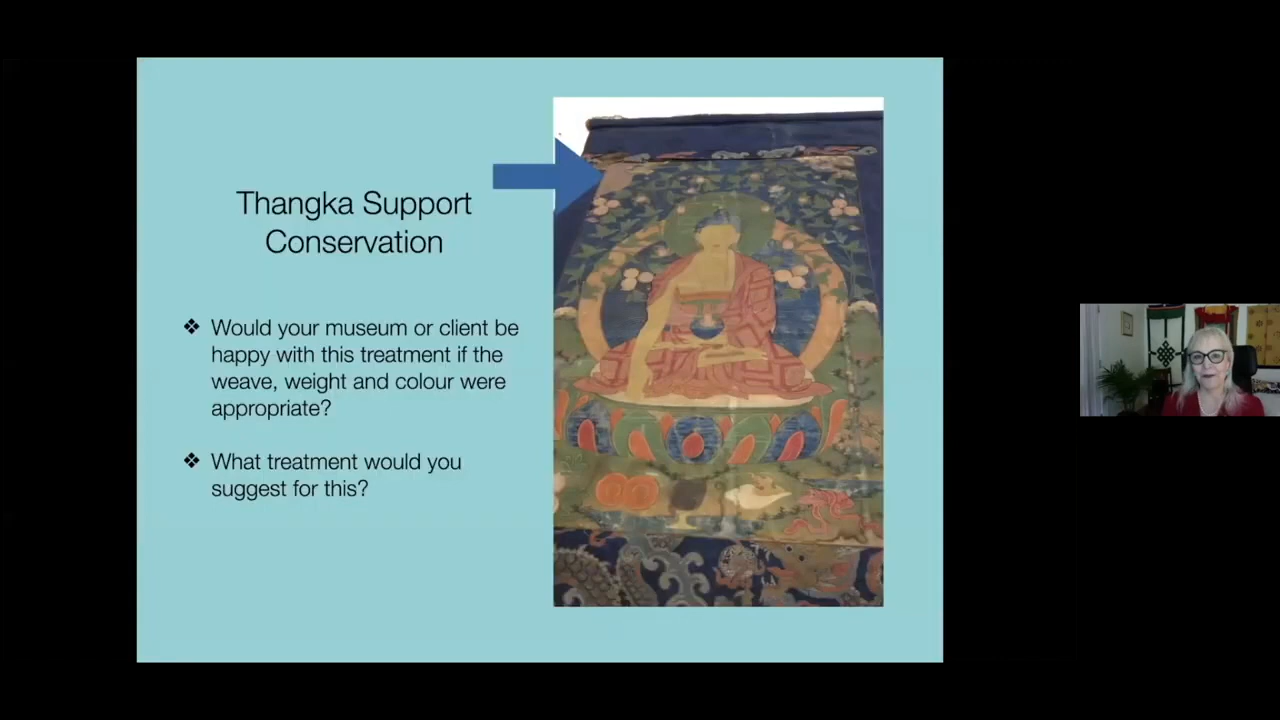 Thangka Support
Conservation
❖ Would your museum or client be
happy with this treatment if the
weave, weight and colour were
appropriate?
❖ What treatment would you
suggest for this?